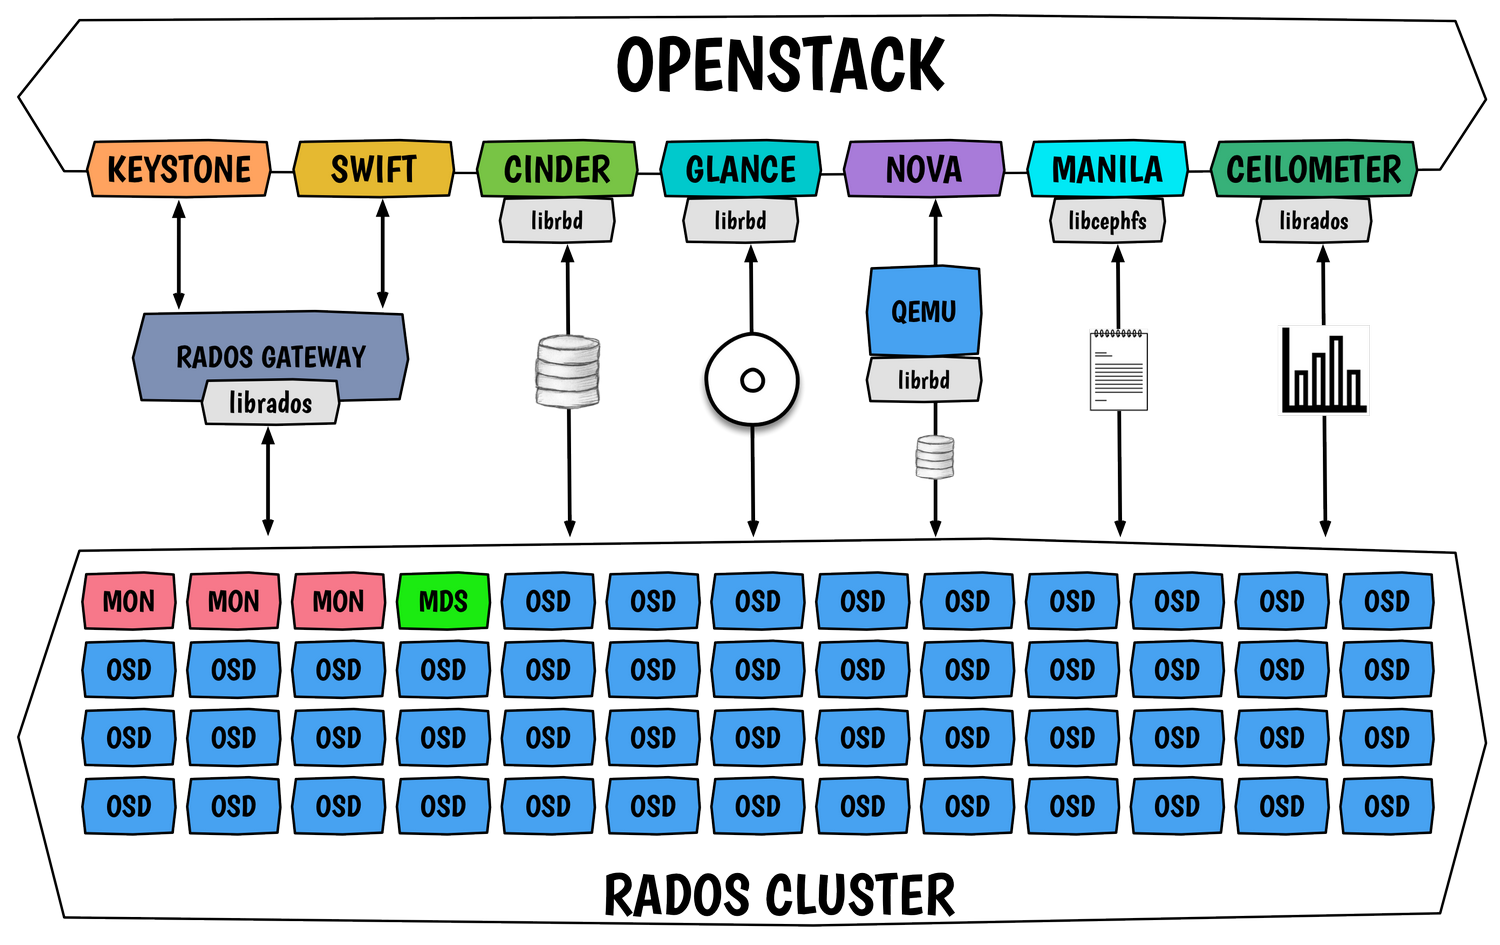 OPENSTACK
KEYSTONE SWIFT CINDER GLANCE NOVA MANILA CEILOMETER
librbd librbd libcephfs librados
QEMU
RADOS GATEWAY
librbd
librados
MON MON MON MDS OSD OSD OSD OSD OSD OSD OSD OSD OSD
OSD OSD OSD OSD OSD OSD OSD OSD OSD OSD OSD OSD OSD
OSD OSD OSD OSD OSD OSD OSD OSD OSD OSD OSD OSD OSD
OSD OSD OSD OSD OSD OSD OSD OSD OSD OSD OSD OSD OSD
RADOS CLUSTER